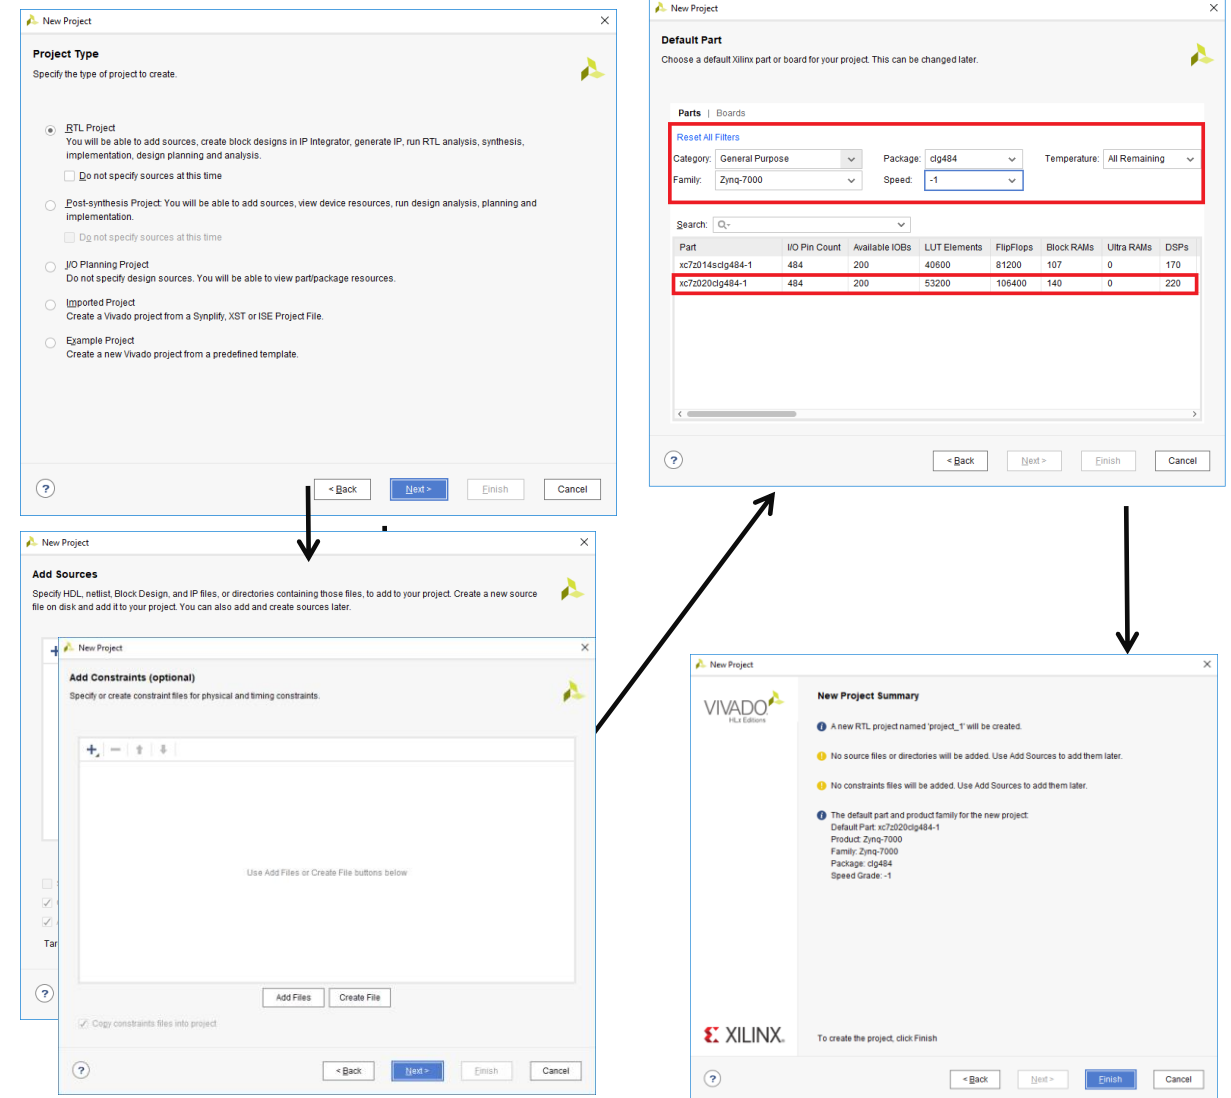 New Project
Project Type
Specify the type of project to create.
RTL Project
You will be able to add sources, create block designs in IP Integrator, generate IP, run RTL analysis, synthesis,
implementation, design planning and analysis.
Do not specify sources at this time
Post-synthesis Project: You will be able to add sources, view device resources, run design analysis, planning and
implementation.
Do not specify sources at this time
I/O Planning Project
Do not specify design sources. You will be able to view part/package resources.
Imported Project
Create a Vivado project from a Synplify, XST or ISE Project File.
Example Project
Create a new Vivado project from a predefined template.
?
< Back
Next >
Finish
Cancel
New Project
Add Sources
Specify HDL, netlist, Block Design, and IP files, or directories containing those files, to add to your project. Create a new source
file on disk and add it to your project. You can also add and create sources later.
Tar
?
New Project
Add Constraints (optional)
Specify or create constraint files for physical and timing constraints.
Use Add Files or Create File buttons below
Add Files
Create File
Copy constraints files into project
?
< Back
Next >
Finish
Cancel
New Project
Default Part
Choose a default Xilinx part or board for your project. This can be changed later.
Parts | Boards
Reset All Filters
Category: General Purpose Package: clg484 Temperature: All Remaining
Family: Zynq-7000 Speed: -1
Search: Q-
Part I/O Pin Count Available IOBs LUT Elements FlipFlops Block RAMs Ultra RAMs DSPs
xc7z014sclg484-1 484 200 40600 81200 107 0 170
xc7z020clg484-1 484 200 53200 106400 140 0 220
?
< Back
Next >
Finish
Cancel
New Project
VIVADO
HLx Editions
New Project Summary
A new RTL project named 'project_1' will be created.
No source files or directories will be added. Use Add Sources to add them later.
No constraints files will be added. Use Add Sources to add them later.
The default part and product family for the new project:
Default Part: xc7z020clg484-1
Product: Zynq-7000
Family: Zynq-7000
Package: clg484
Speed Grade: -1
XILINX
To create the project, click Finish
?
< Back
Next >
Finish
Cancel